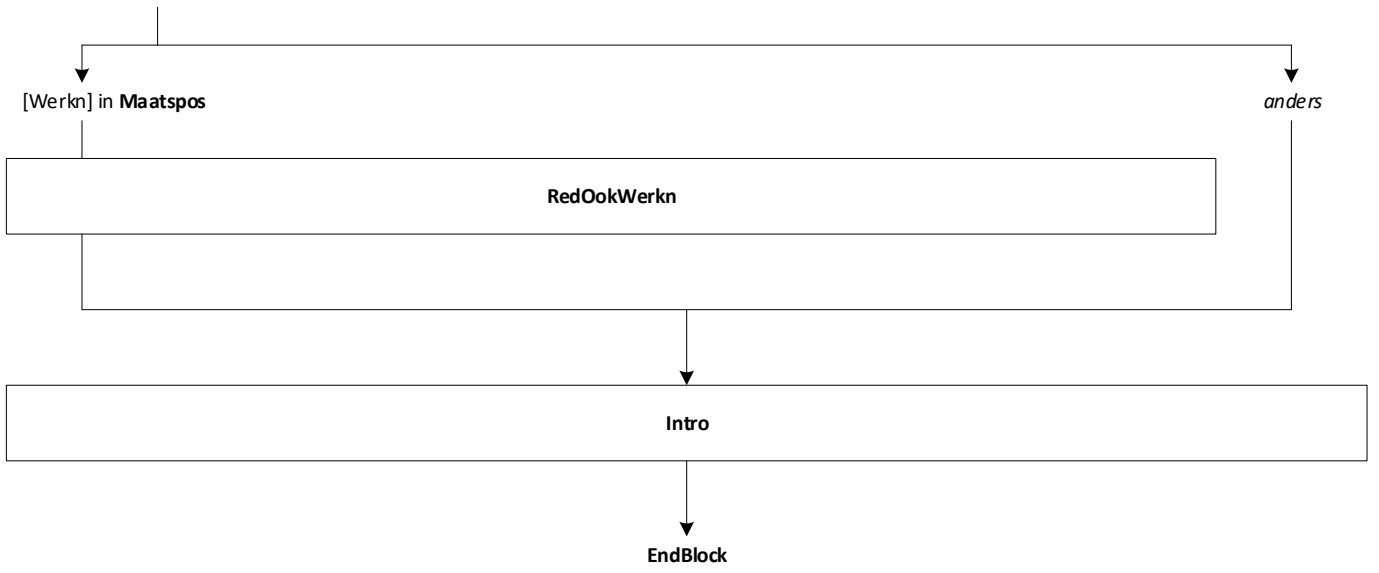 [Werkn] in Maatspos
anders
RedOokWerkn
Intro
EndBlock